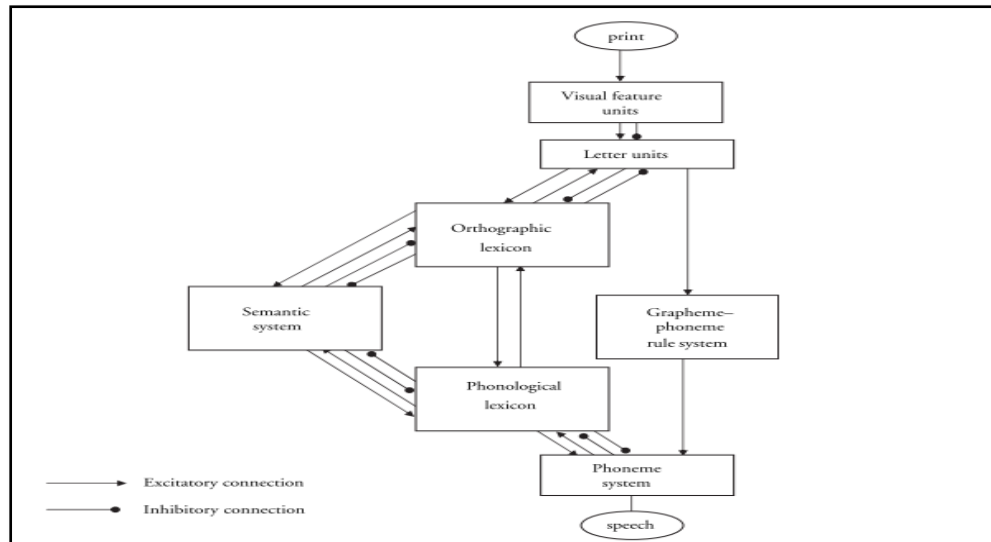 print
Visual feature
units
Letter units
Orthographic
lexicon
Semantic
system
Grapheme–
phoneme
rule system
Phonological
lexicon
Phoneme
system
Excitatory connection
Inhibitory connection
speech